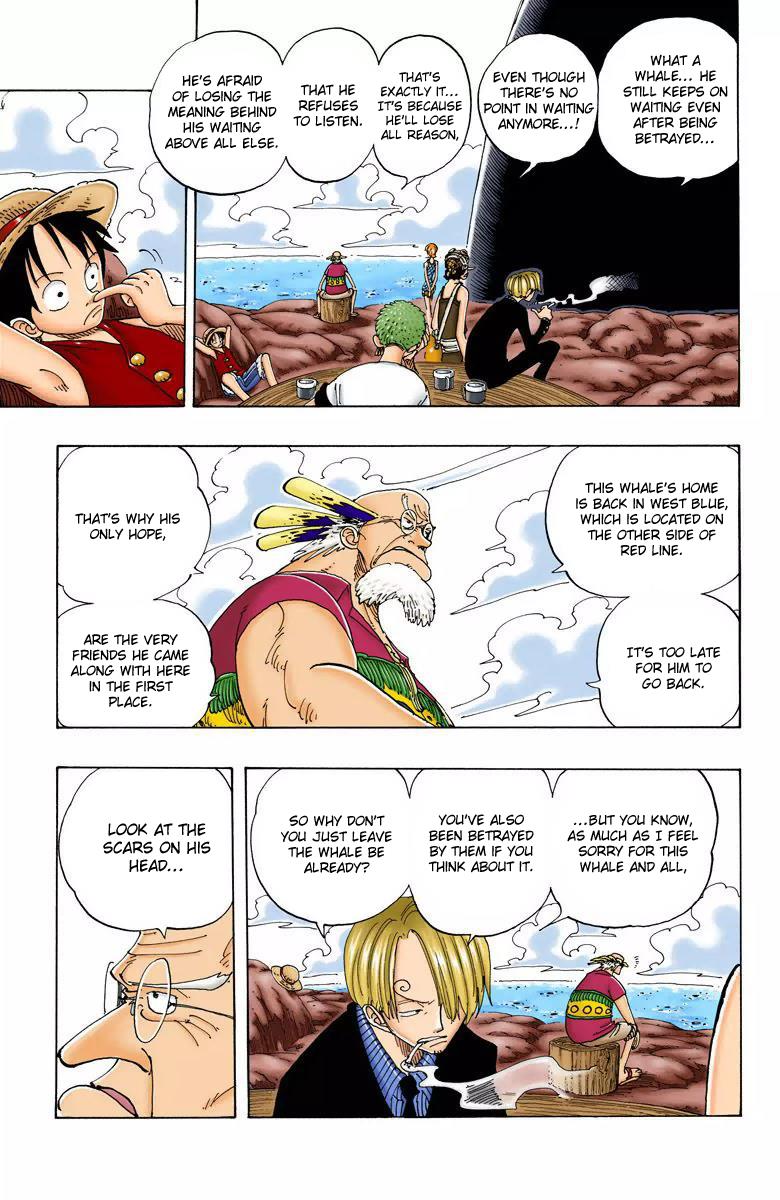 WHAT A
WHALE... HE
STILL KEEPS ON
WAITING EVEN
AFTER BEING
BETRAYED...
EVEN THOUGH
THERE'S NO
POINT IN WAITING
ANYMORE...!
THAT'S
EXACTLY IT...
IT'S BECAUSE
HE'LL LOSE
ALL REASON,
THAT HE
REFUSES
TO LISTEN.
HE'S AFRAID
OF LOSING THE
MEANING BEHIND
HIS WAITING
ABOVE ALL ELSE.
THIS WHALE'S HOME
IS BACK IN WEST BLUE,
WHICH IS LOCATED ON
THE OTHER SIDE OF
RED LINE.
IT'S TOO LATE
FOR HIM TO
GO BACK.
THAT'S WHY HIS
ONLY HOPE,
ARE THE VERY
FRIENDS HE CAME
ALONG WITH HERE
IN THE FIRST
PLACE.
...BUT YOU KNOW,
AS MUCH AS I FEEL
SORRY FOR THIS
WHALE AND ALL,
YOU'VE ALSO
BEEN BETRAYED
BY THEM IF YOU
THINK ABOUT IT.
SO WHY DON'T
YOU JUST LEAVE
THE WHALE BE
ALREADY?
LOOK AT THE
SCARS ON HIS
HEAD...